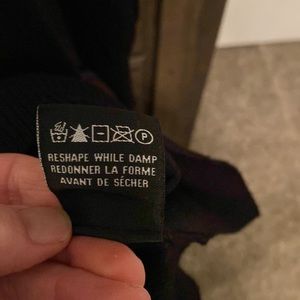 P
RESHAPE WHILE DAMP
REDONNER LA FORME
AVANT DE SÉCHER